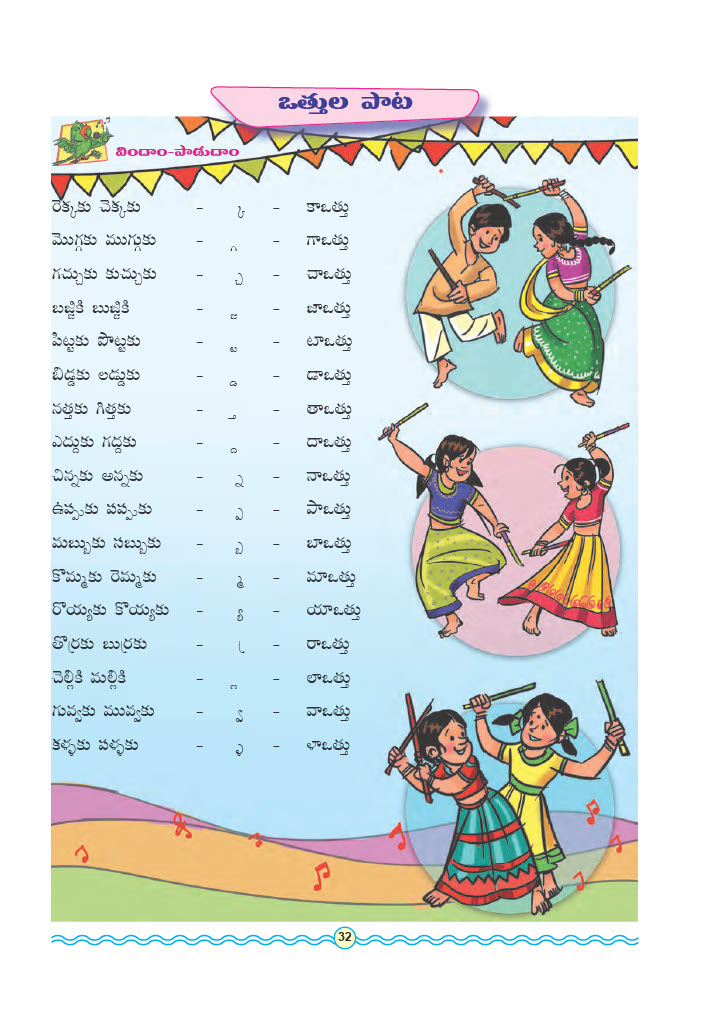 ఒత్తుల పాట
విందాం-పాడుదాం
రెక్కకు చెక్కకు - ్క - కాఒత్తు
మొగ్గకు ముగ్గుకు - ్గ - గాఒత్తు
గచ్చుకు కుచ్చుకు - ్చ - చాఒత్తు
బజ్జికి బుజ్జికి - ్జ - జాఒత్తు
పిట్టకు పొట్టకు - ్ట - టాఒత్తు
బిడ్డకు లడ్డుకు - ్డ - డాఒత్తు
నత్తకు గిత్తకు - ్త - తాఒత్తు
ఎద్దుకు గద్దకు - ్ద - దాఒత్తు
చిన్నకు అన్నకు - ్న - నాఒత్తు
ఉప్పుకు పప్పుకు - ్ప - పాఒత్తు
మబ్బుకు సబ్బుకు - ్బ - బాఒత్తు
కొమ్మకు రెమ్మకు - ్మ - మాఒత్తు
రొయ్యకు కొయ్యకు - ్య - యాఒత్తు
తొర్రకు బుర్రకు - ్ర - రాఒత్తు
చెల్లికి మల్లికి - ్ల - లాఒత్తు
గువ్వకు మువ్వకు - ్వ - వాఒత్తు
కళ్ళకు పళ్ళకు - ్ళ - ళాఒత్తు
32